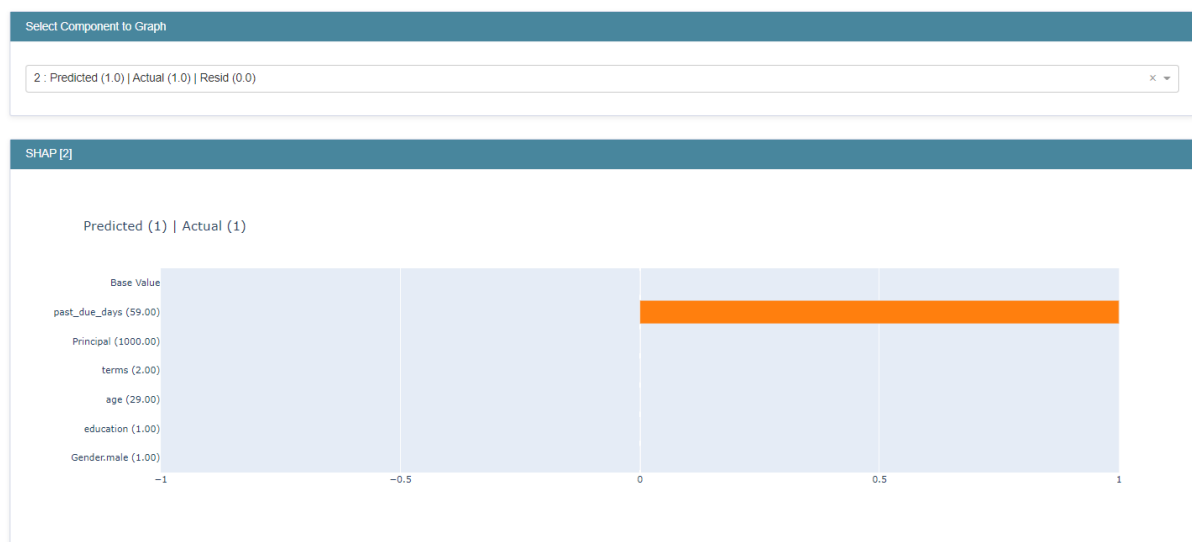 Select Component to Graph
2 : Predicted (1.0) | Actual (1.0) | Resid (0.0)
×
SHAP [2]
Predicted (1) | Actual (1)
Base Value
past_due_days (59.00)
Principal (1000.00)
terms (2.00)
age (29.00)
education (1.00)
Gender.male (1.00)
−1 −0.5 0 0.5 1